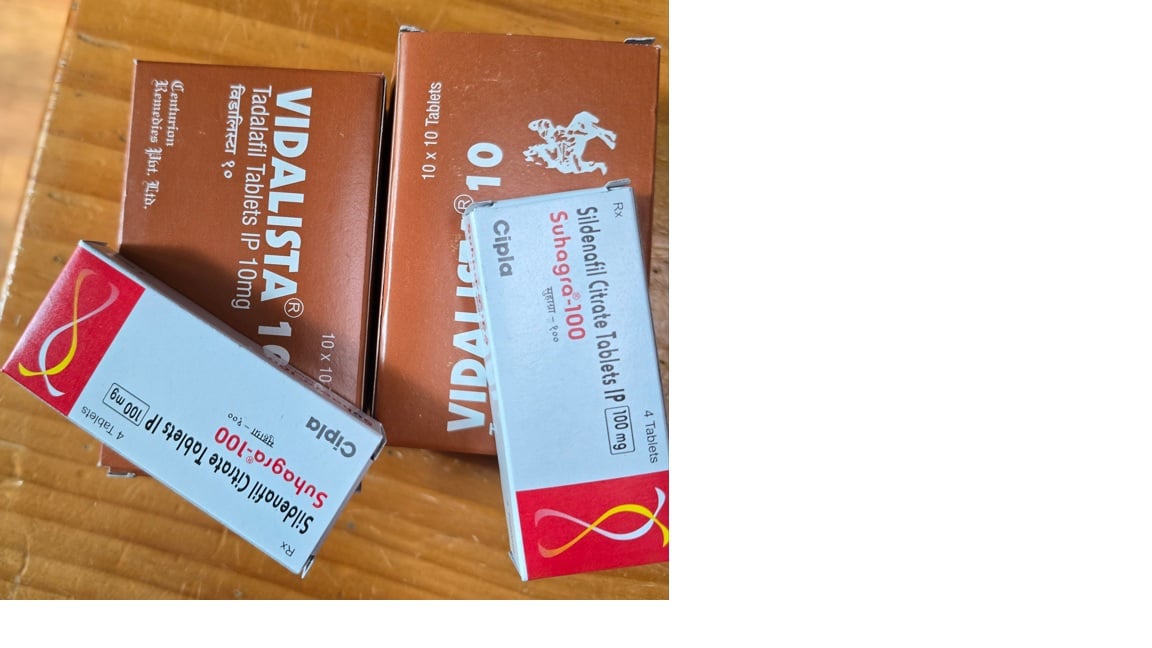 VIDALISTA® 10
Tadalafil Tablets IP 10mg
विडालिस्टा १०
Centurion
Remedies Pvt. Ltd.
10 x 10
10 x 10 Tablets
VIDALISTA® 10
Rx
Sildenafil Citrate Tablets IP 100 mg
Suhagra®-100
सुहाग्रा – १००
Cipla
4 Tablets
Rx
Sildenafil Citrate Tablets IP 100 mg
Suhagra®-100
सुहाग्रा – १००
Cipla
4 Tablets